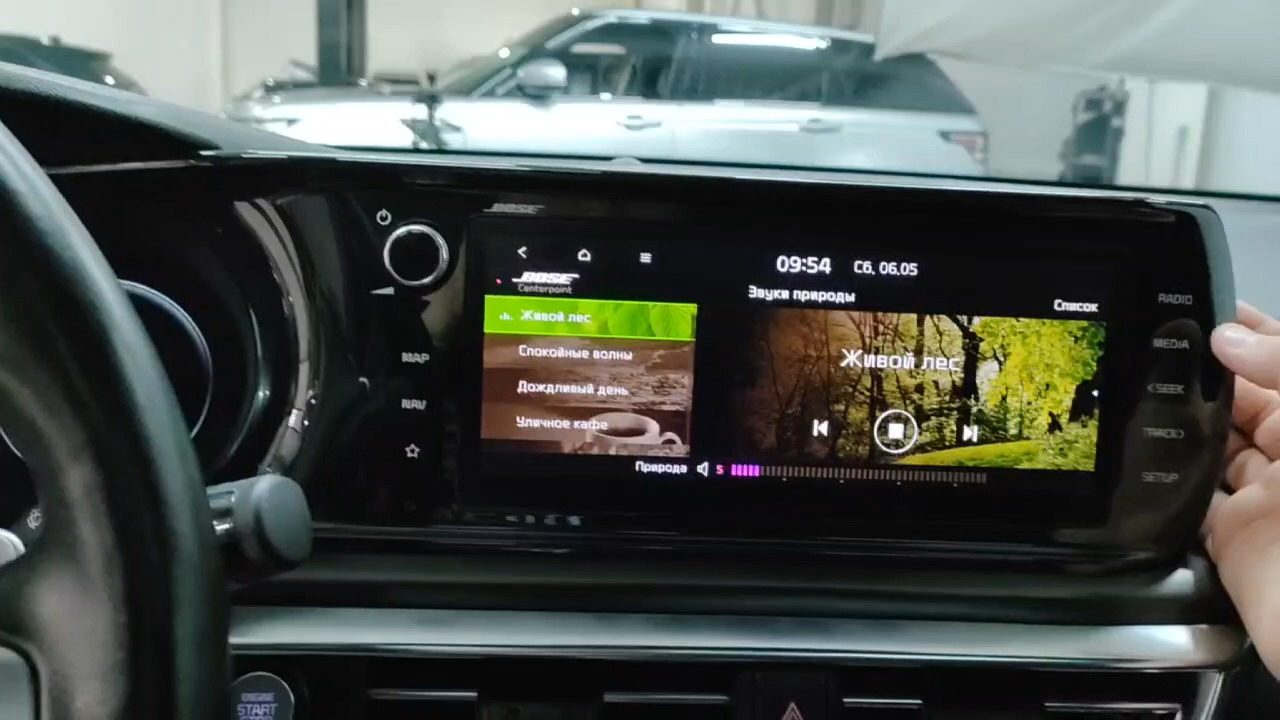 BOSE
09:54 Сб, 06.05
BOSE
Centerpoint
Звуки природы
Список
Живой лес
Спокойные волны
Дождливый день
Уличное кафе
Живой лес
Природа 5
MAP
NAV
RADIO
MEDIA
< SEEK
TRACK >
SETUP
ENGINE
START
STOP